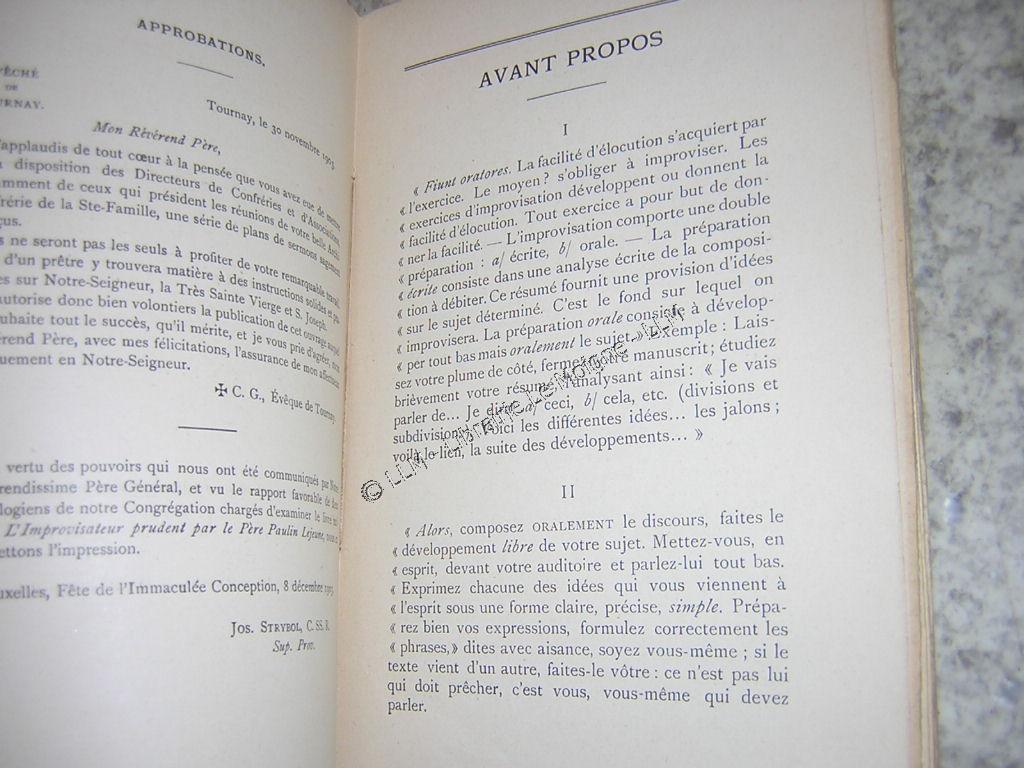 APPROBATIONS.
ÊCHÉ
DE
URNAY.
Tournay, le 30 novembre 1903.
Mon Révérend Père,
applaudis de tout cœur à la pensée que vous avez eue de mettre
disposition des Directeurs de Confréries et d'Associations,
amment de ceux qui président les réunions de votre belle Archi
rérie de la Ste-Famille, une série de plans de sermons sagement
çus.
s ne seront pas les seuls à profiter de votre remarquable travail,
d'un prêtre y trouvera matière à des instructions solides et
es sur Notre-Seigneur, la Très Sainte Vierge et S. Joseph.
autorise donc bien volontiers la publication de cet ouvrage auquel
ouhaite tout le succès, qu'il mérite, et je vous prie d'agréer, mon
érend Père, avec mes félicitations, l'assurance de mon affectueux
uement en Notre-Seigneur.
✠ C. G., Évêque de Tournay.
vertu des pouvoirs qui nous ont été communiqués par Notre
rendissime Père Général, et vu le rapport favorable de deux
logiens de notre Congrégation chargés d'examiner le livre
L'Improvisateur prudent par le Père Paulin Lejeune,
ettons l'impression.
uxelles, Fête de l'Immaculée Conception, 8 décembre 1903
Jos. STRYBOL, C. SS. R.
Sup. Prov.
AVANT PROPOS
I
« Fiunt oratores. La facilité d'élocution s'acquiert par
« l'exercice. Le moyen? s'obliger à improviser. Les
« exercices d'improvisation développent ou donnent la
« facilité d'élocution. Tout exercice a pour but de don-
« ner la facilité. — L'improvisation comporte une double
« préparation : a/ écrite, b/ orale. — La préparation
« écrite consiste dans une analyse écrite de la composi-
« tion à débiter. Ce résumé fournit une provision d'idées
« sur le sujet déterminé. C'est le fond sur lequel on
« improvisera. La préparation orale consiste à dévelop-
« per tout bas mais oralement le sujet. » Exemple : Lais-
sez votre plume de côté, fermez votre manuscrit ; étudiez
brièvement votre résumé l'analysant ainsi : « Je vais
parler de... Je dirai a/ ceci, b/ cela, etc. (divisions et
subdivisions) Voici les différentes idées... les jalons ;
voilà le lien, la suite des développements... »
II
« Alors, composez ORALEMENT le discours, faites le
« développement libre de votre sujet. Mettez-vous, en
« esprit, devant votre auditoire et parlez-lui tout bas.
« Exprimez chacune des idées qui vous viennent à
« l'esprit sous une forme claire, précise, simple. Prépa-
« rez bien vos expressions, formulez correctement les
« phrases, » dites avec aisance, soyez vous-même ; si le
texte vient d'un autre, faites-le vôtre : ce n'est pas lui
qui doit prêcher, c'est vous, vous-même qui devez
parler.
© LLM - Librairie LeMoigne - LLM